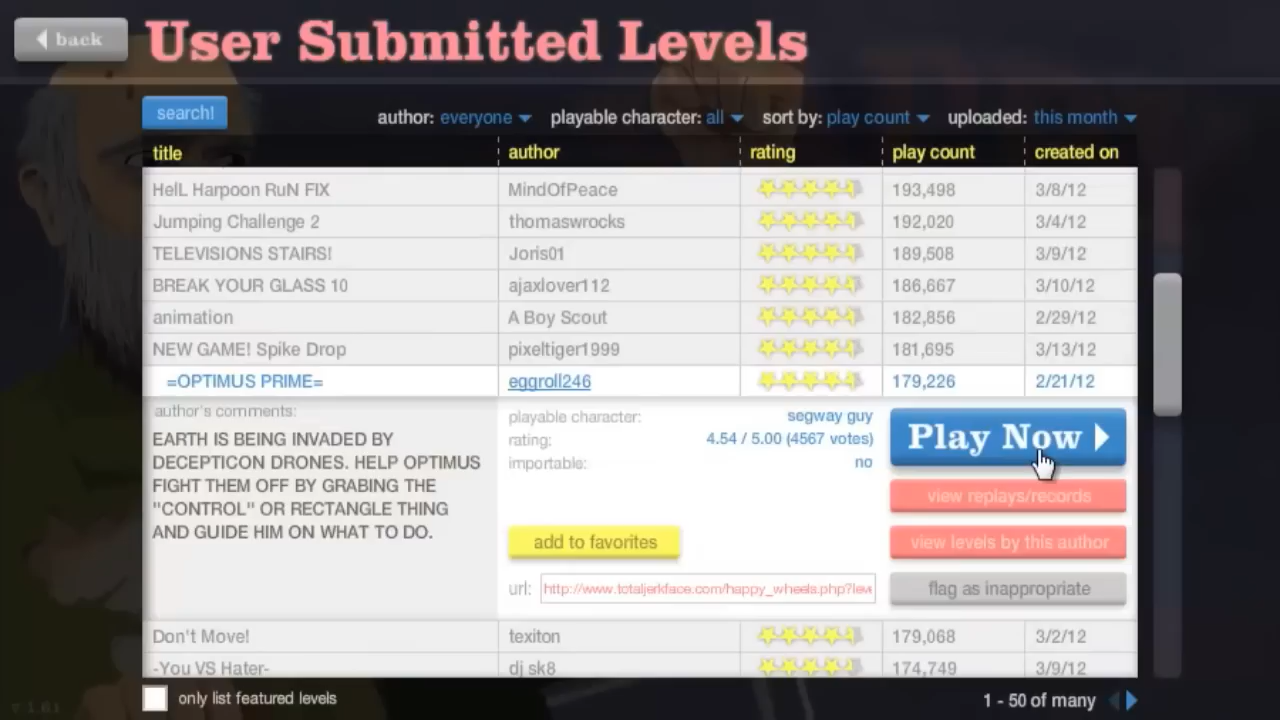 back
User Submitted Levels
search!
author: everyone playable character: all sort by: play count uploaded: this month
title author rating play count created on
HelL Harpoon RuN FIX MindOfPeace 193,498 3/8/12
Jumping Challenge 2 thomaswrocks 192,020 3/4/12
TELEVISIONS STAIRS! Joris01 189,508 3/9/12
BREAK YOUR GLASS 10 ajaxlover112 186,667 3/10/12
animation A Boy Scout 182,856 2/29/12
NEW GAME! Spike Drop pixeltiger1999 181,695 3/13/12
=OPTIMUS PRIME= eggroll246 179,226 2/21/12
author's comments:
EARTH IS BEING INVADED BY
DECEPTICON DRONES. HELP OPTIMUS
FIGHT THEM OFF BY GRABING THE
"CONTROL" OR RECTANGLE THING
AND GUIDE HIM ON WHAT TO DO.
playable character: segway guy
rating: 4.54 / 5.00 (4567 votes)
importable: no
add to favorites
url: http://www.totaljerkface.com/happy_wheels.php?leve
Play Now
view replays/records
view levels by this author
flag as inappropriate
Don't Move! texiton 179,068 3/2/12
-You VS Hater- dj sk8 174,749 3/9/12
only list featured levels
1 - 50 of many
v 1.61